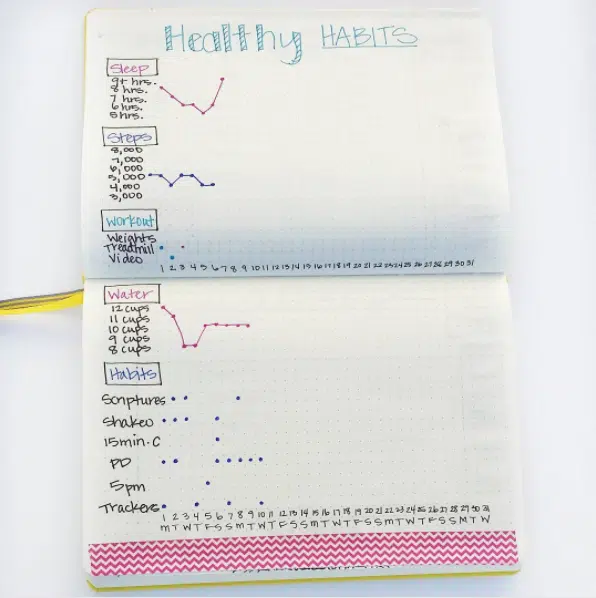 Healthy HABITS
Sleep
9+ hrs.
8 hrs.
7 hrs.
6 hrs.
5 hrs.
Steps
8,000
7,000
6,000
5,000
4,000
3,000
Workout
Weights
Treadmill
Video
1 2 3 4 5 6 7 8 9 10 11 12 13 14 15 16 17 18 19 20 21 22 23 24 25 26 27 28 29 30 31
Water
12 cups
11 cups
10 cups
9 cups
8 cups
Habits
Scriptures
Shakeo
15min.C
PD
5pm
Trackers
1 2 3 4 5 6 7 8 9 10 11 12 13 14 15 16 17 18 19 20 21 22 23 24 25 26 27 28 29 30 31
M T W T F S S M T W T F S S M T W T F S S M T W T F S S M T W